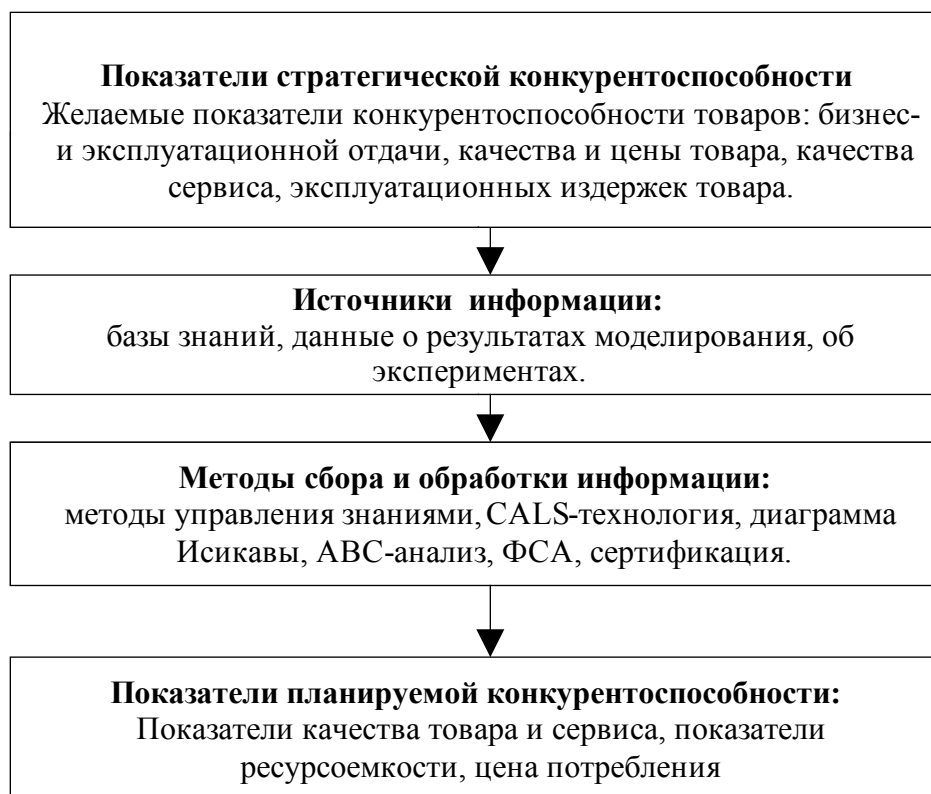 Показатели стратегической конкурентоспособности
Желаемые показатели конкурентоспособности товаров: бизнес-
и эксплуатационной отдачи, качества и цены товара, качества
сервиса, эксплуатационных издержек товара.
Источники информации:
базы знаний, данные о результатах моделирования, об
экспериментах.
Методы сбора и обработки информации:
методы управления знаниями, CALS-технология, диаграмма
Исикавы, АВС-анализ, ФСА, сертификация.
Показатели планируемой конкурентоспособности:
Показатели качества товара и сервиса, показатели
ресурсоемкости, цена потребления